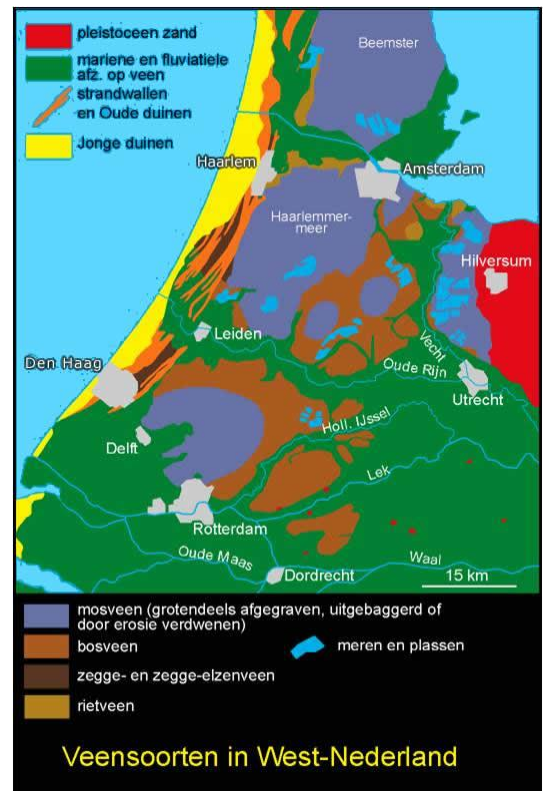 pleistoceen zand
mariene en fluviatiele
afz. op veen
strandwallen
en Oude duinen
Jonge duinen
Beemster
Haarlem
Amsterdam
Haarlemmer-
meer
Hilversum
Leiden
Vecht
Den Haag
Oude Rijn
Utrecht
Holl. IJssel
Delft
Lek
Rotterdam
Oude Maas
Waal
Dordrecht
15 km
mosveen (grotendeels afgegraven, uitgebaggerd of
door erosie verdwenen)
bosveen
meren en plassen
zegge- en zegge-elzenveen
rietveen
Veensoorten in West-Nederland